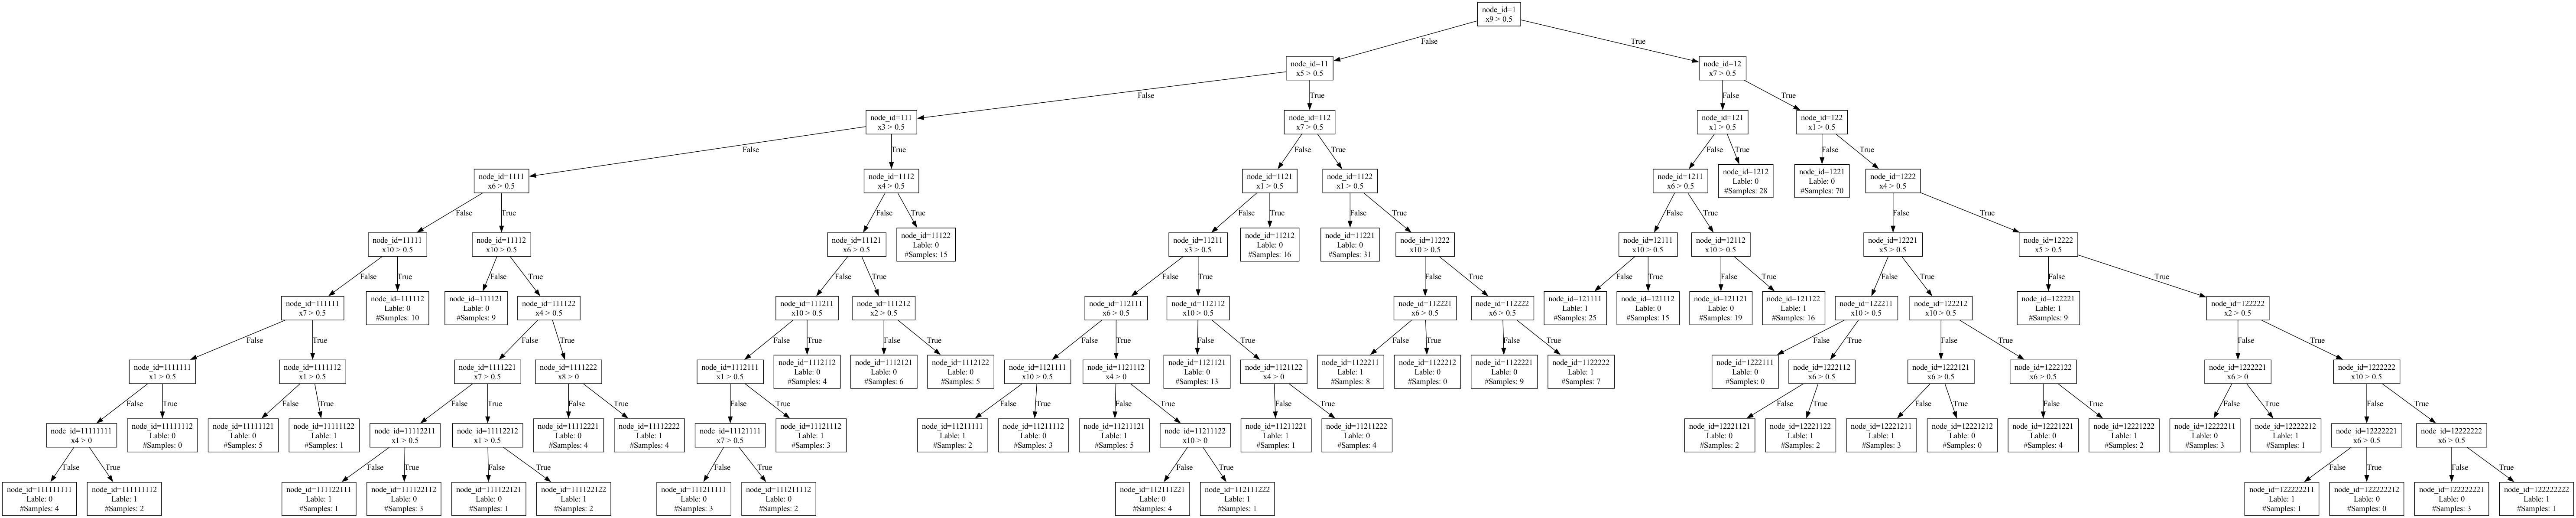 node_id=1
x9 > 0.5
False
True
node_id=11
x5 > 0.5
node_id=12
x7 > 0.5
False
True
False
True
node_id=111
x3 > 0.5
node_id=112
x7 > 0.5
node_id=121
x1 > 0.5
node_id=122
x1 > 0.5
False
True
False
True
False
True
False
True
node_id=1111
x6 > 0.5
node_id=1112
x4 > 0.5
node_id=1121
x1 > 0.5
node_id=1122
x1 > 0.5
node_id=1211
x6 > 0.5
node_id=1212
Lable: 0
#Samples: 28
node_id=1221
Lable: 0
#Samples: 70
node_id=1222
x4 > 0.5
False
True
False
True
False
True
False
True
False
True
False
True
node_id=11111
x10 > 0.5
node_id=11112
x10 > 0.5
node_id=11121
x6 > 0.5
node_id=11122
Lable: 0
#Samples: 15
node_id=11211
x3 > 0.5
node_id=11212
Lable: 0
#Samples: 16
node_id=11221
Lable: 0
#Samples: 31
node_id=11222
x10 > 0.5
node_id=12111
x10 > 0.5
node_id=12112
x10 > 0.5
node_id=12221
x5 > 0.5
node_id=12222
x5 > 0.5
False
True
False
True
False
True
False
True
False
True
False
True
False
True
False
True
False
True
node_id=111111
x7 > 0.5
node_id=111112
Lable: 0
#Samples: 10
node_id=111121
Lable: 0
#Samples: 9
node_id=111122
x4 > 0.5
node_id=111211
x10 > 0.5
node_id=111212
x2 > 0.5
node_id=112111
x6 > 0.5
node_id=112112
x10 > 0.5
node_id=112221
x6 > 0.5
node_id=112222
x6 > 0.5
node_id=121111
Lable: 1
#Samples: 25
node_id=121112
Lable: 0
#Samples: 15
node_id=121121
Lable: 0
#Samples: 19
node_id=121122
Lable: 1
#Samples: 16
node_id=122211
x10 > 0.5
node_id=122212
x10 > 0.5
node_id=122221
Lable: 1
#Samples: 9
node_id=122222
x2 > 0.5
False
True
False
True
False
True
False
True
False
True
False
True
False
True
False
True
False
True
False
True
False
True
node_id=1111111
x1 > 0.5
node_id=1111112
x1 > 0.5
node_id=1111221
x7 > 0.5
node_id=1111222
x8 > 0
node_id=1112111
x1 > 0.5
node_id=1112112
Lable: 0
#Samples: 4
node_id=1112121
Lable: 0
#Samples: 6
node_id=1112122
Lable: 0
#Samples: 5
node_id=1121111
x10 > 0.5
node_id=1121112
x4 > 0
node_id=1121121
Lable: 0
#Samples: 13
node_id=1121122
x4 > 0
node_id=1122211
Lable: 1
#Samples: 8
node_id=1122212
Lable: 0
#Samples: 0
node_id=1122221
Lable: 0
#Samples: 9
node_id=1122222
Lable: 1
#Samples: 7
node_id=1222111
Lable: 0
#Samples: 0
node_id=1222112
x6 > 0.5
node_id=1222121
x6 > 0.5
node_id=1222122
x6 > 0.5
node_id=1222221
x6 > 0
node_id=1222222
x10 > 0.5
False
True
False
True
False
True
False
True
False
True
False
True
False
True
False
True
False
True
False
True
False
True
False
True
False
True
node_id=11111111
x4 > 0
node_id=11111112
Lable: 0
#Samples: 0
node_id=11111121
Lable: 0
#Samples: 5
node_id=11111122
Lable: 1
#Samples: 1
node_id=11112211
x1 > 0.5
node_id=11112212
x1 > 0.5
node_id=11112221
Lable: 0
#Samples: 4
node_id=11112222
Lable: 1
#Samples: 4
node_id=11121111
x7 > 0.5
node_id=11121112
Lable: 1
#Samples: 3
node_id=11211111
Lable: 1
#Samples: 2
node_id=11211112
Lable: 0
#Samples: 3
node_id=11211121
Lable: 1
#Samples: 5
node_id=11211122
x10 > 0
node_id=11211221
Lable: 1
#Samples: 1
node_id=11211222
Lable: 0
#Samples: 4
node_id=12221121
Lable: 0
#Samples: 2
node_id=12221122
Lable: 1
#Samples: 2
node_id=12221211
Lable: 1
#Samples: 3
node_id=12221212
Lable: 0
#Samples: 0
node_id=12221221
Lable: 0
#Samples: 4
node_id=12221222
Lable: 1
#Samples: 2
node_id=12222211
Lable: 0
#Samples: 3
node_id=12222212
Lable: 1
#Samples: 1
node_id=12222221
x6 > 0.5
node_id=12222222
x6 > 0.5
False
True
False
True
False
True
False
True
False
True
False
True
False
True
node_id=111111111
Lable: 0
#Samples: 4
node_id=111111112
Lable: 1
#Samples: 2
node_id=111122111
Lable: 1
#Samples: 1
node_id=111122112
Lable: 0
#Samples: 3
node_id=111122121
Lable: 0
#Samples: 1
node_id=111122122
Lable: 1
#Samples: 2
node_id=111211111
Lable: 0
#Samples: 3
node_id=111211112
Lable: 0
#Samples: 2
node_id=112111221
Lable: 0
#Samples: 4
node_id=112111222
Lable: 1
#Samples: 1
node_id=122222211
Lable: 1
#Samples: 1
node_id=122222212
Lable: 0
#Samples: 0
node_id=122222221
Lable: 0
#Samples: 3
node_id=122222222
Lable: 1
#Samples: 1